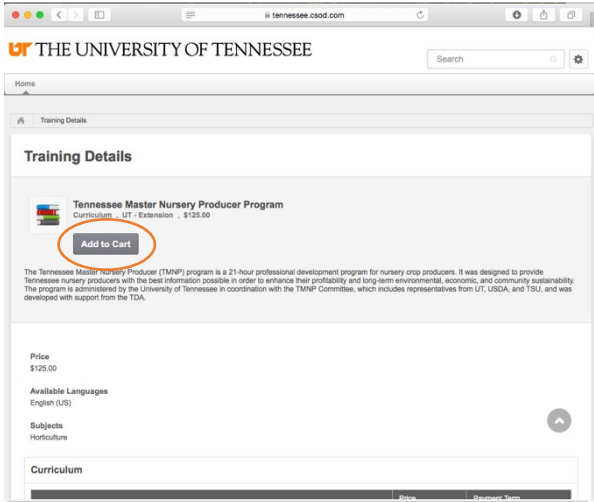 tennesse.csod.com
UT THE UNIVERSITY OF TENNESSEE
Search
Home
Training Details
Training Details
Tennessee Master Nursery Producer Program
Curriculum , UT - Extension , $125.00
Add to Cart
The Tennessee Master Nursery Producer (TMNP) program is a 21-hour professional development program for nursery crop producers. It was designed to provide
Tennessee nursery producers with the best information possible in order to enhance their profitability and long-term environmental, economic, and community sustainability.
The program is administered by the University of Tennessee in coordination with the TMNP Committee, which includes representatives from UT, USDA, and TSU, and was
developed with support from the TDA.
Price
$125.00
Available Languages
English (US)
Subjects
Horticulture
Curriculum
Price Payment Term